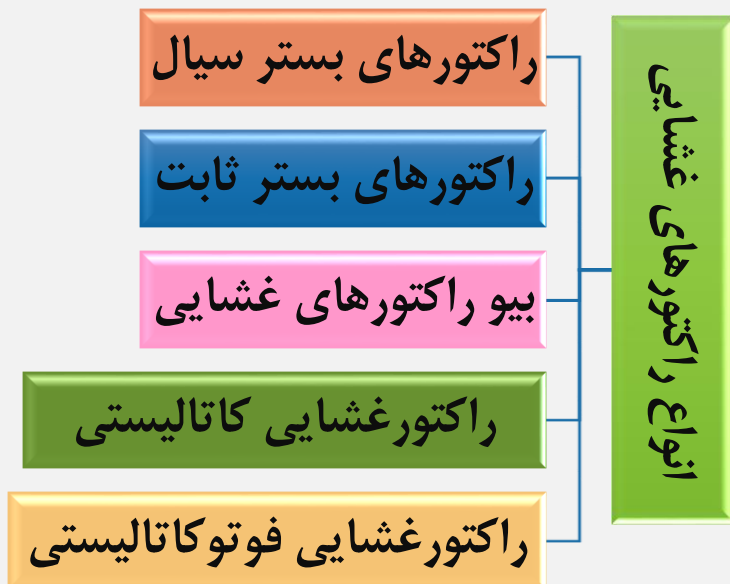 انواع راکتورهای غشایی
راکتورهای بستر سیال
راکتورهای بستر ثابت
بیو راکتورهای غشایی
راکتورغشایی کاتالیستی
راکتورغشایی فوتوکاتالیستی